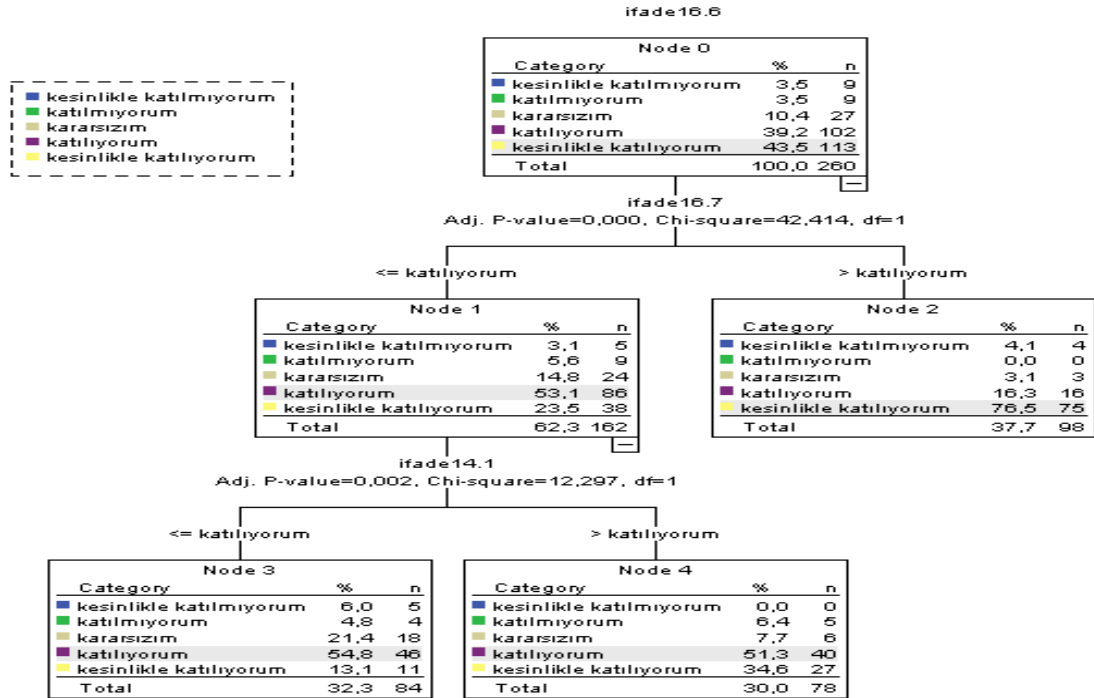 ifade16.6
kesinlikle katılmıyorum
katılmıyorum
kararsızım
katılıyorum
kesinlikle katılıyorum
Node 0
Category % n
kesinlikle katılmıyorum 3,5 9
katılmıyorum 3,5 9
kararsızım 10,4 27
katılıyorum 39,2 102
kesinlikle katılıyorum 43,5 113
Total 100,0 260
ifade16.7
Adj. P-value=0,000, Chi-square=42,414, df=1
<= katılıyorum
> katılıyorum
Node 1
Category % n
kesinlikle katılmıyorum 3,1 5
katılmıyorum 5,6 9
kararsızım 14,8 24
katılıyorum 53,1 86
kesinlikle katılıyorum 23,5 38
Total 62,3 162
Node 2
Category % n
kesinlikle katılmıyorum 4,1 4
katılmıyorum 0,0 0
kararsızım 3,1 3
katılıyorum 16,3 16
kesinlikle katılıyorum 76,5 75
Total 37,7 98
ifade14.1
Adj. P-value=0,002, Chi-square=12,297, df=1
<= katılıyorum
> katılıyorum
Node 3
Category % n
kesinlikle katılmıyorum 6,0 5
katılmıyorum 4,8 4
kararsızım 21,4 18
katılıyorum 54,8 46
kesinlikle katılıyorum 13,1 11
Total 32,3 84
Node 4
Category % n
kesinlikle katılmıyorum 0,0 0
katılmıyorum 6,4 5
kararsızım 7,7 6
katılıyorum 51,3 40
kesinlikle katılıyorum 34,6 27
Total 30,0 78